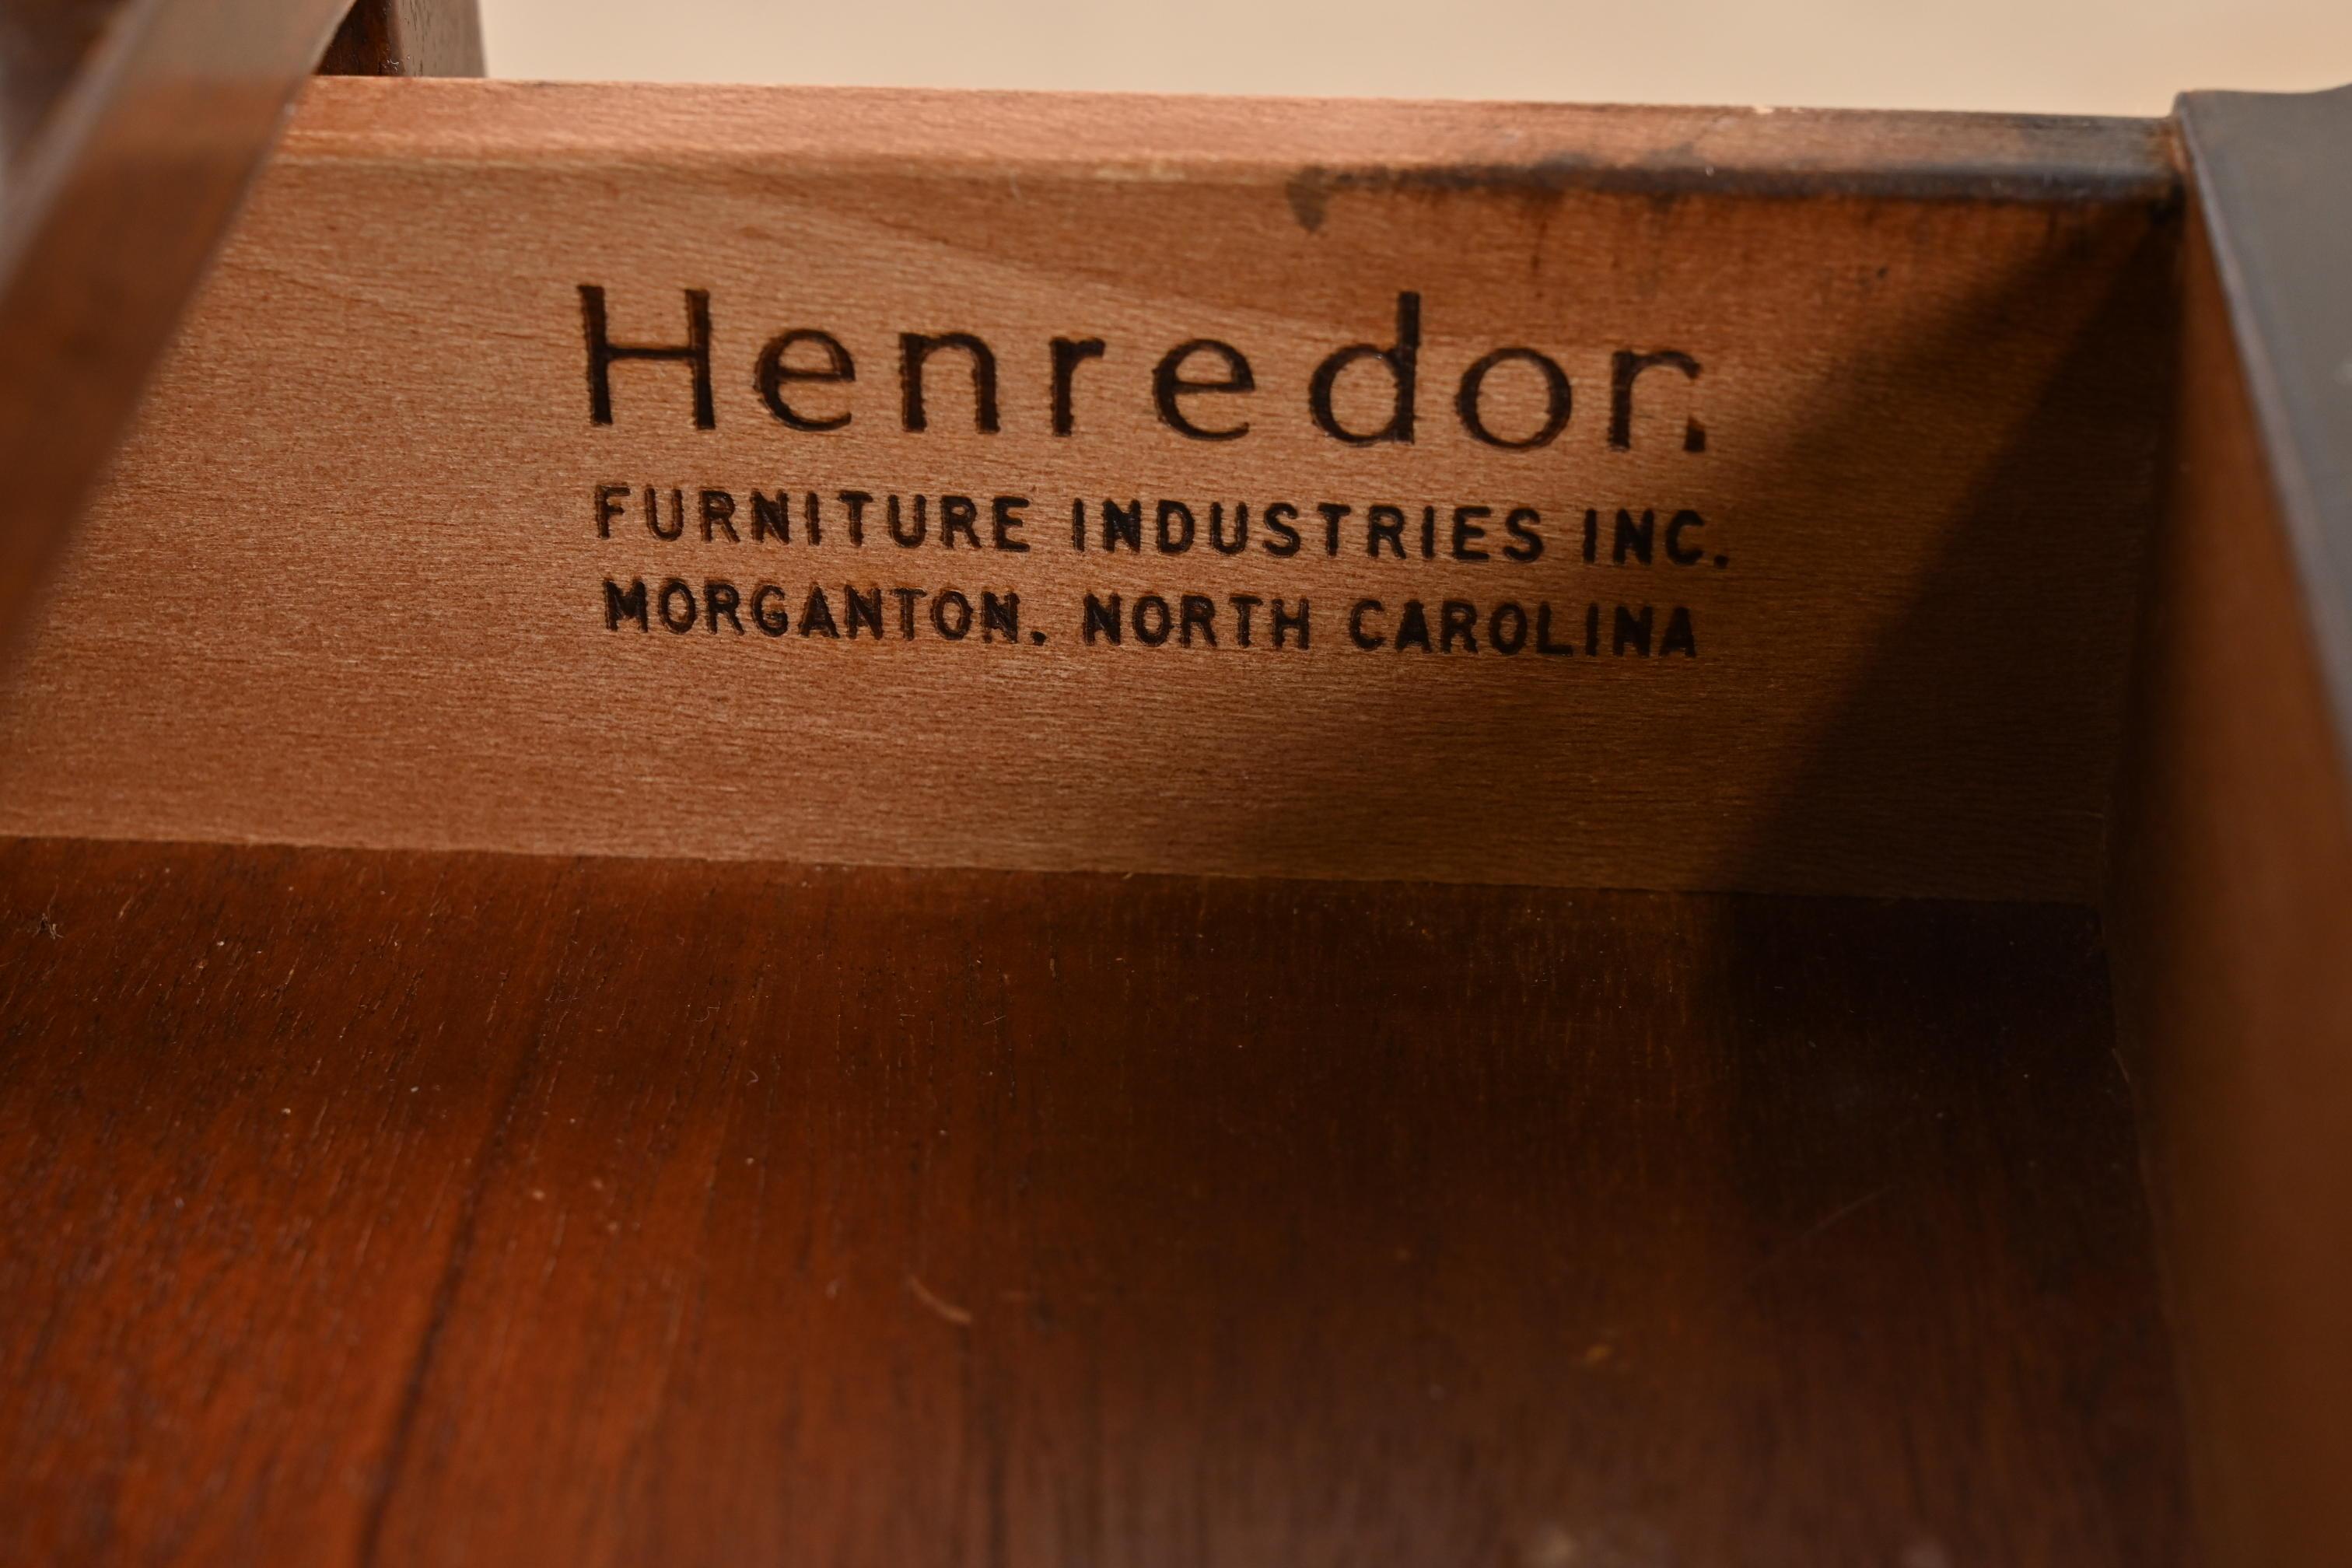 Henredon
FURNITURE INDUSTRIES INC.
MORGANTON, NORTH CAROLINA